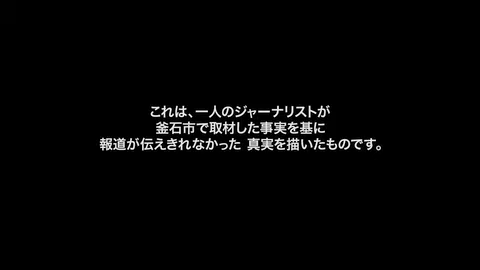 これは、一人のジャーナリストが
釜石市で取材した事実を基に
報道が伝えきれなかった 真実を描いたものです。